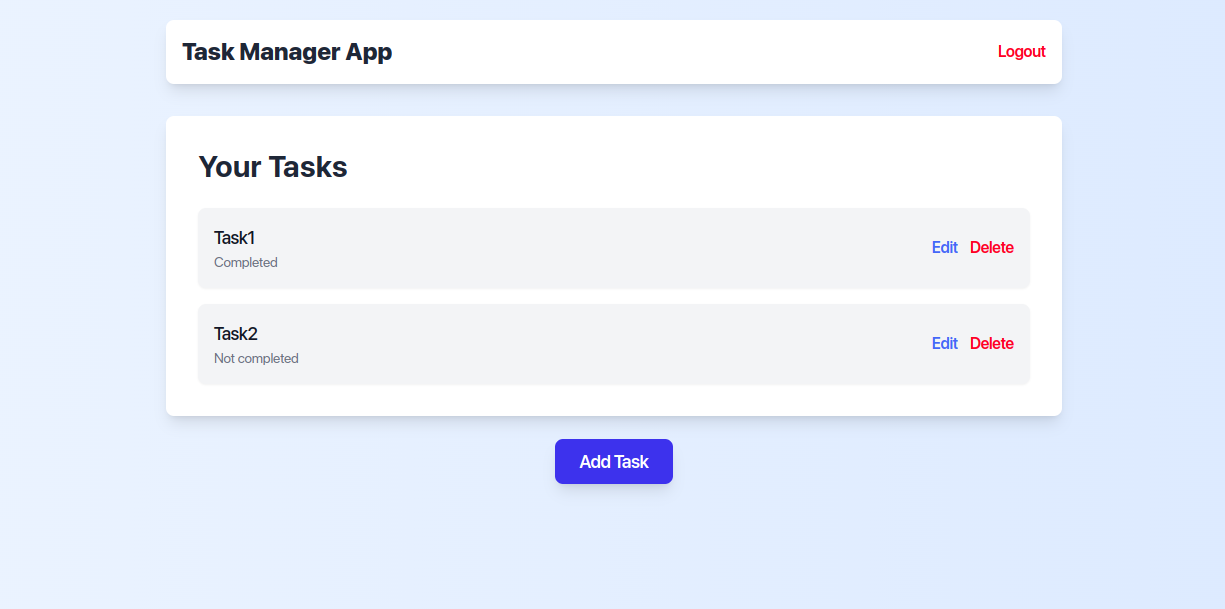 Task Manager App
Logout
Your Tasks
Task1
Completed
Edit Delete
Task2
Not completed
Edit Delete
Add Task